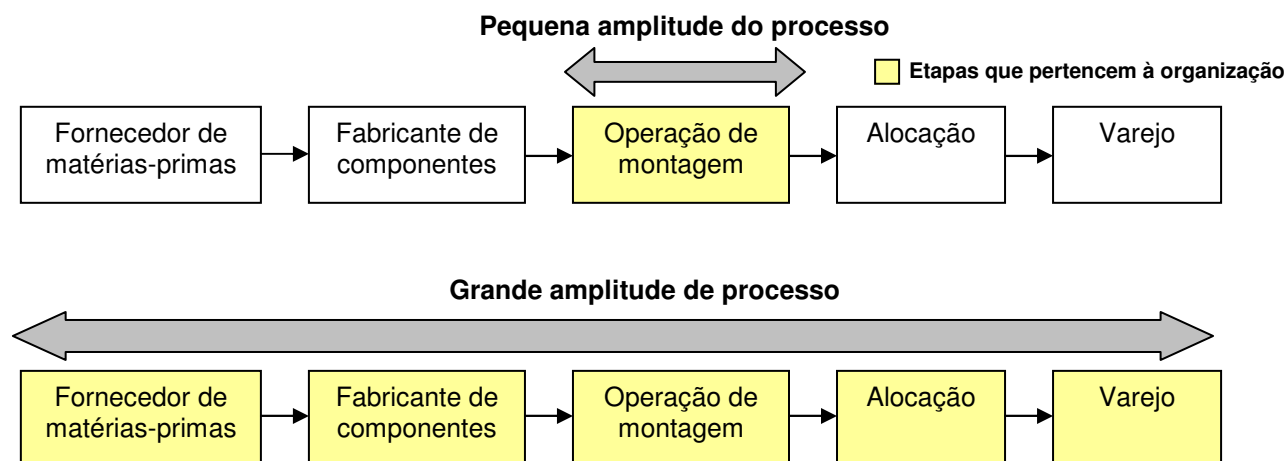 Pequena amplitude do processo
Etapas que pertencem à organização
Fornecedor de
matérias-primas
Fabricante de
componentes
Operação de
montagem
Alocação
Varejo
Grande amplitude de processo
Fornecedor de
matérias-primas
Fabricante de
componentes
Operação de
montagem
Alocação
Varejo